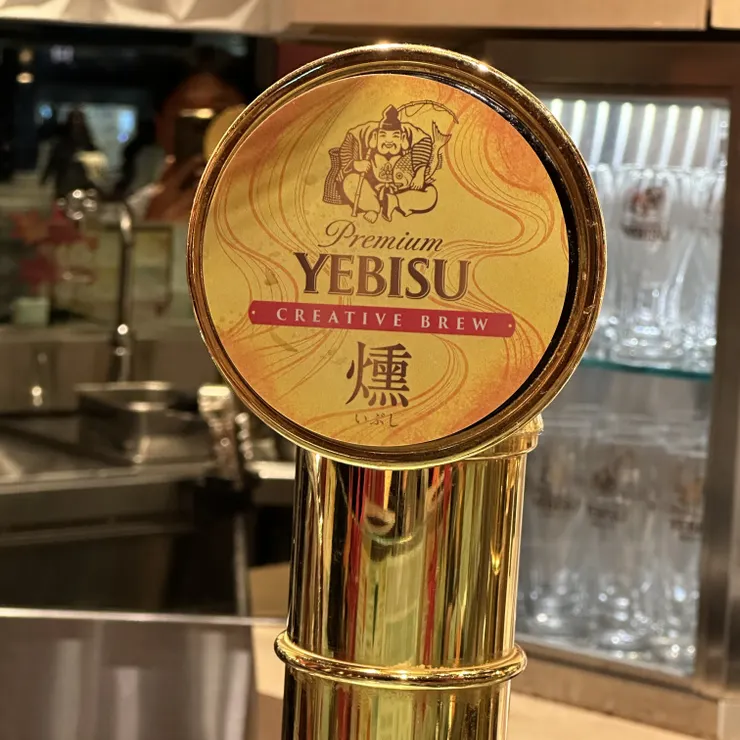 Premium
YEBISU
CREATIVE BREW
燻
いぶし